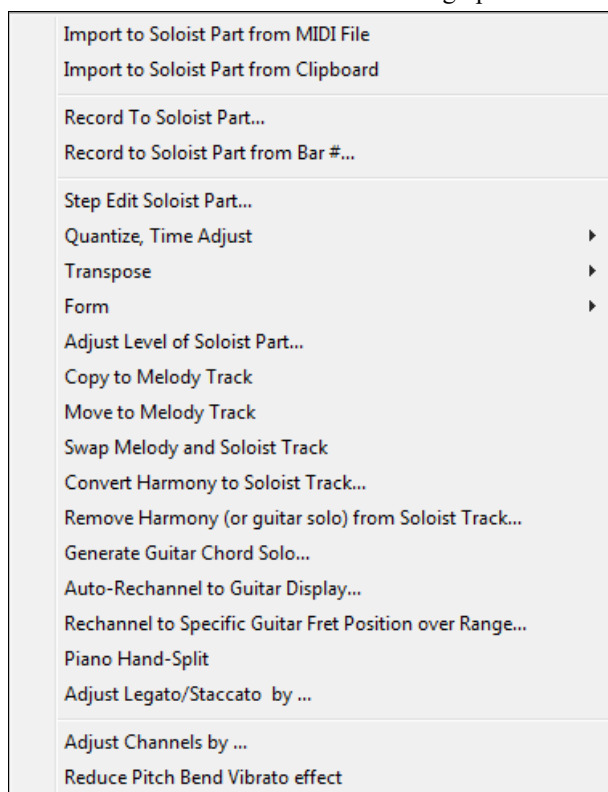 Import to Soloist Part from MIDI File
Import to Soloist Part from Clipboard
Record To Soloist Part...
Record to Soloist Part from Bar #...
Step Edit Soloist Part...
Quantize, Time Adjust
Transpose
Form
Adjust Level of Soloist Part...
Copy to Melody Track
Move to Melody Track
Swap Melody and Soloist Track
Convert Harmony to Soloist Track...
Remove Harmony (or guitar solo) from Soloist Track...
Generate Guitar Chord Solo...
Auto-Rechannel to Guitar Display...
Rechannel to Specific Guitar Fret Position over Range...
Piano Hand-Split
Adjust Legato/Staccato  by ...
Adjust Channels by ...
Reduce Pitch Bend Vibrato effect